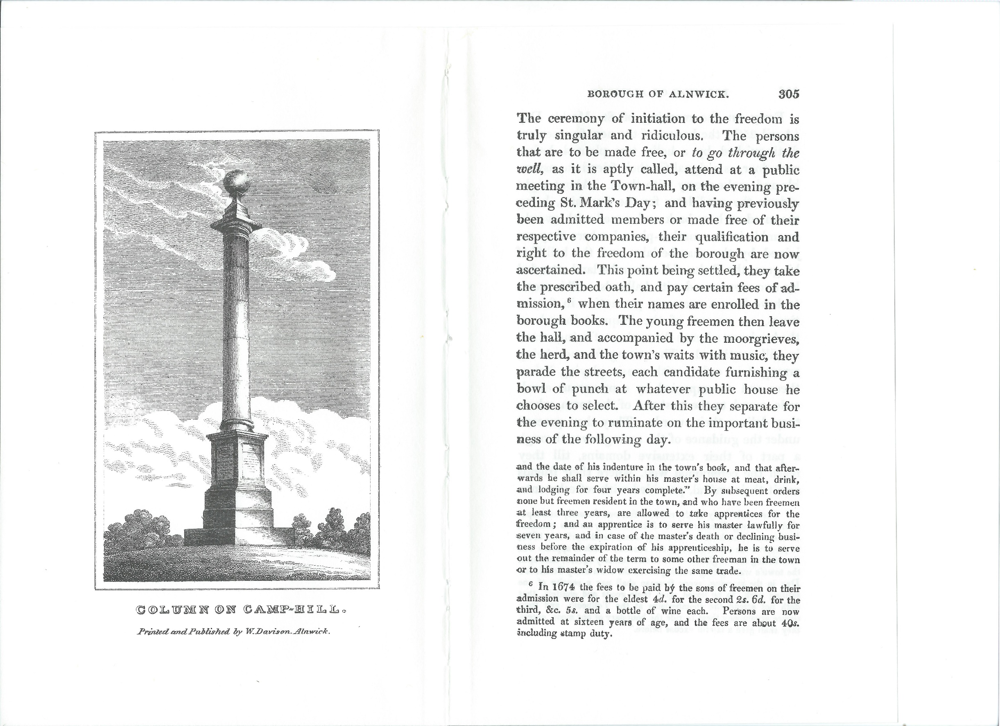 COLUMN ON CAMP-HILL.
Printed and Published by W. Davison. Alnwick.
BOROUGH OF ALNWICK. 305
The ceremony of initiation to the freedom is
truly singular and ridiculous. The persons
that are to be made free, or to go through the
well, as it is aptly called, attend at a public
meeting in the Town-hall, on the evening pre-
ceding St. Mark's Day; and having previously
been admitted members or made free of their
respective companies, their qualification and
right to the freedom of the borough are now
ascertained. This point being settled, they take
the prescribed oath, and pay certain fees of ad-
mission,⁶ when their names are enrolled in the
borough books. The young freemen then leave
the hall, and accompanied by the moorgrieves,
the herd, and the town's waits with music, they
parade the streets, each candidate furnishing a
bowl of punch at whatever public house he
chooses to select. After this they separate for
the evening to ruminate on the important busi-
ness of the following day.
and the date of his indenture in the town's book, and that after-
wards he shall serve within his master's house at meat, drink,
and lodging for four years complete." By subsequent orders
none but freemen resident in the town, and who have been freemen
at least three years, are allowed to take apprentices for the
freedom; and an apprentice is to serve his master lawfully for
seven years, and in case of the master's death or declining busi-
ness before the expiration of his apprenticeship, he is to serve
out the remainder of the term to some other freeman in the town
or to his master's widow exercising the same trade.
⁶ In 1674 the fees to be paid by the sons of freemen on their
admission were for the eldest 4d. for the second 2s. 6d. for the
third, &c. 5s. and a bottle of wine each. Persons are now
admitted at sixteen years of age, and the fees are about 40s.
including stamp duty.